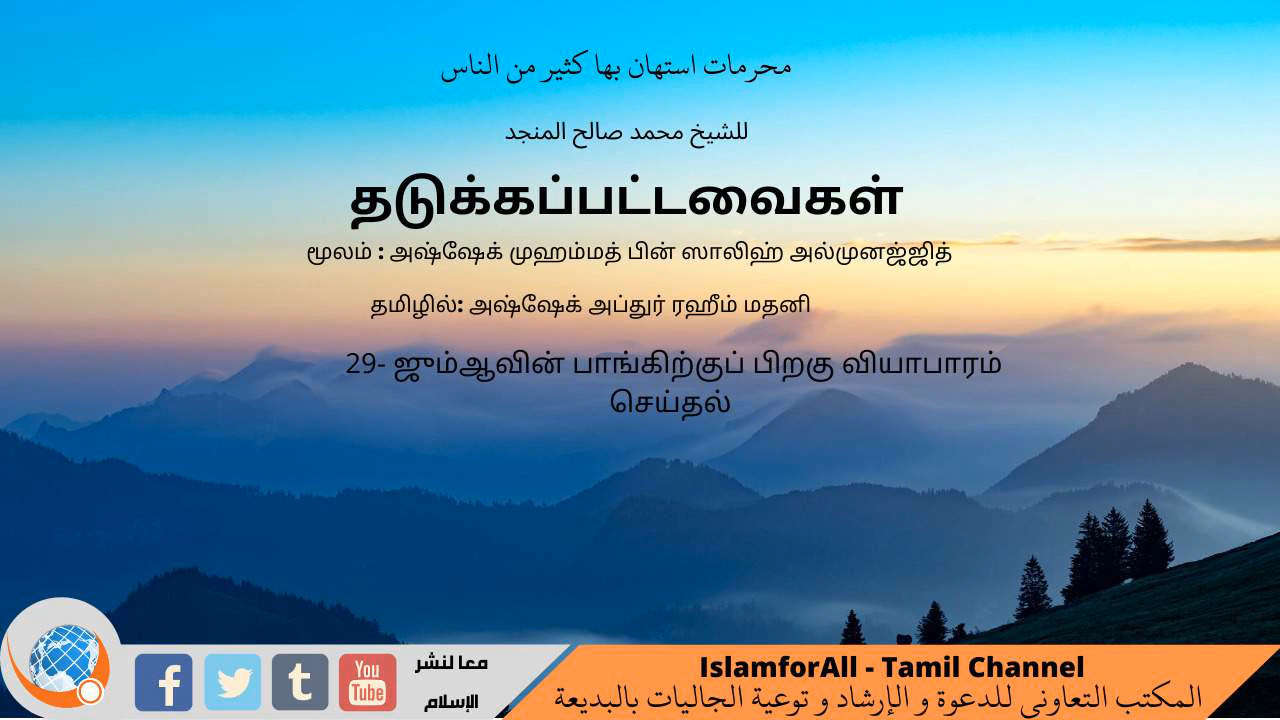 محرمات استهان بها كثير من الناس
للشيخ محمد صالح المنجد
தடுக்கப்பட்டவைகள்
மூலம் : அஷ்ஷேக் முஹம்மத் பின் ஸாலிஹ் அல்முனஜ்ஜித்
தமிழில்: அஷ்ஷேக் அப்துர் ரஹீம் மதனி
29- ஜும்ஆவின் பாங்கிற்குப் பிறகு வியாபாரம்
செய்தல்
معا لنشر
الإسلام
You
Tube
IslamforAll - Tamil Channel
المكتب التعاوني للدعوة و الإرشاد و توعية الجاليات بالبديعة